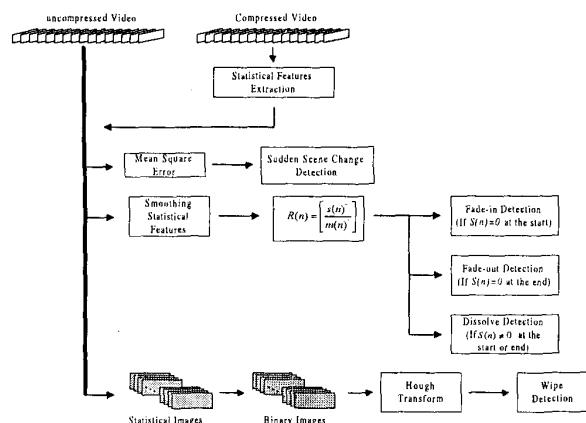 uncompressed Video
Compressed Video
Statistical Features
Extraction
Mean Square
Error
Sudden Scene Change
Detection
Smoothing
Statistical
Features
R(n) = [ s(n) / m(n) ]
Fade-in Detection
(If S(n)=0 at the start)
Fade-out Detection
(If S(n)=0 at the end)
Dissolve Detection
(If S(n) ≠ 0 at the
start or end)
Statistical Images
Binary Images
Hough
Transform
Wipe
Detection